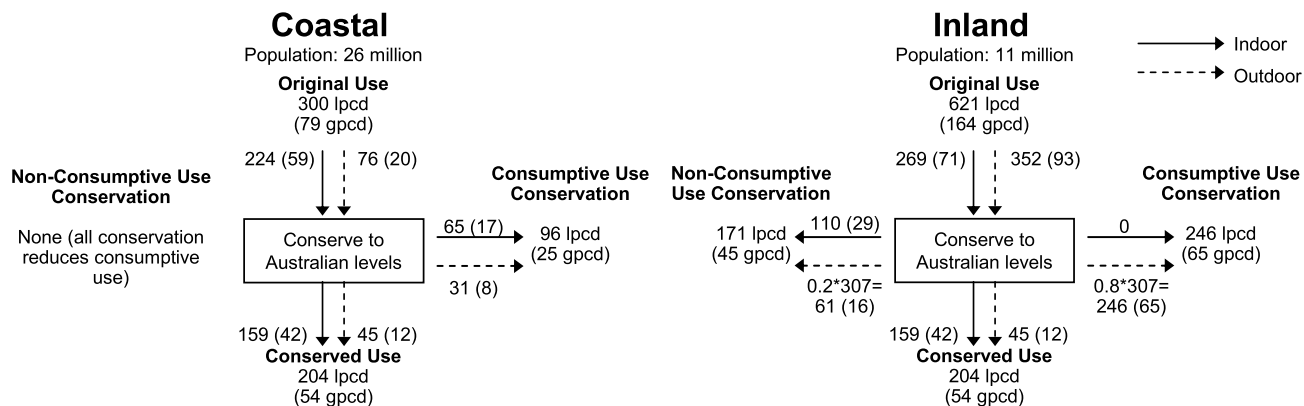 Coastal
Population: 26 million
Original Use
300 lpcd
(79 gpcd)
224 (59)
76 (20)
Non-Consumptive Use
Conservation
None (all conservation
reduces consumptive
use)
Conserve to
Australian levels
65 (17)
31 (8)
Consumptive Use
Conservation
96 lpcd
(25 gpcd)
159 (42)
45 (12)
Conserved Use
204 lpcd
(54 gpcd)
Inland
Population: 11 million
Original Use
621 lpcd
(164 gpcd)
269 (71)
352 (93)
Non-Consumptive
Use Conservation
171 lpcd
(45 gpcd)
110 (29)
0.2*307=
61 (16)
Conserve to
Australian levels
0
0.8*307=
246 (65)
Consumptive Use
Conservation
246 lpcd
(65 gpcd)
159 (42)
45 (12)
Conserved Use
204 lpcd
(54 gpcd)
Indoor
Outdoor